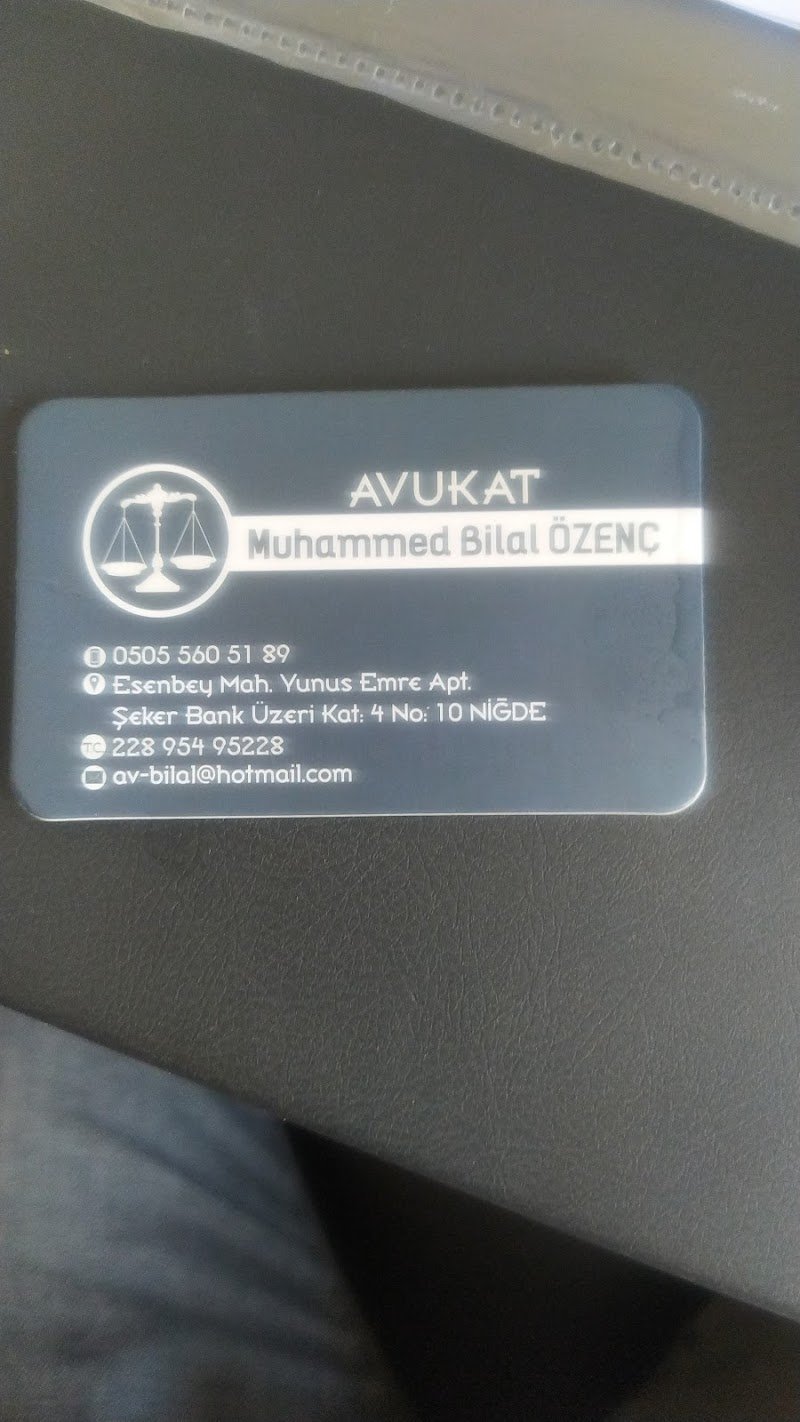 AVUKAT
Muhammed Bilal ÖZENÇ
0505 560 51 89
Esenbey Mah. Yunus Emre Apt.
Şeker Bank Üzeri Kat: 4 No: 10 NİĞDE
T.C. 228 954 95228
av-bilal@hotmail.com